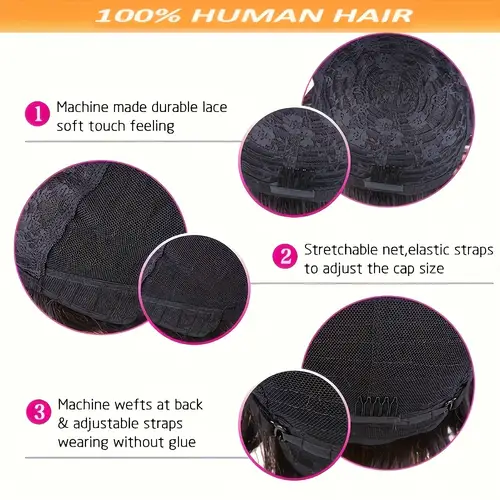 100% HUMAN HAIR
1
Machine made durable lace
soft touch feeling
2
Stretchable net,elastic straps
to adjust the cap size
3
Machine wefts at back
& adjustable straps
wearing without glue